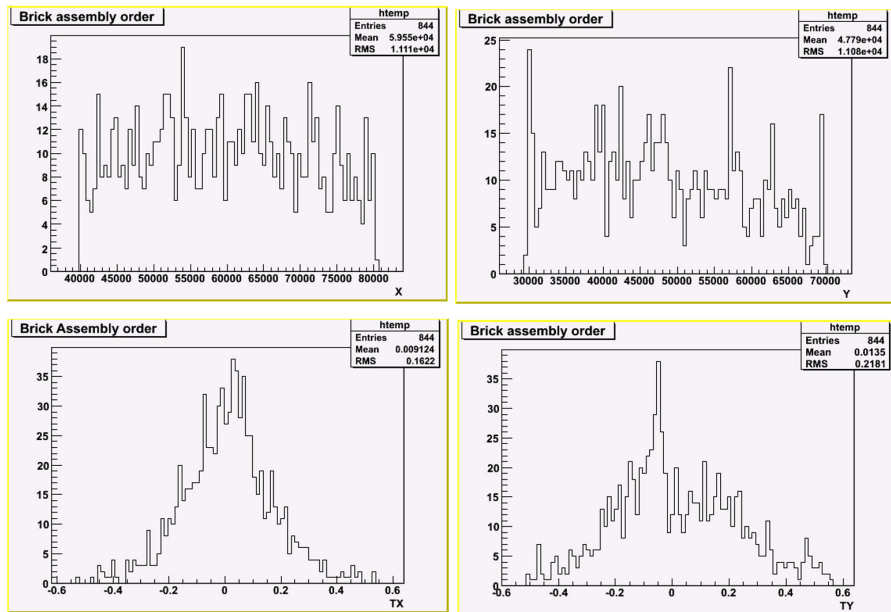 Brick assembly order
htemp
Entries 844
Mean 5.955e+04
RMS 1.111e+04
18
16
14
12
10
8
6
4
2
0
40000 45000 50000 55000 60000 65000 70000 75000 80000
X
Brick assembly order
htemp
Entries 844
Mean 4.779e+04
RMS 1.108e+04
25
20
15
10
5
0
30000 35000 40000 45000 50000 55000 60000 65000 70000
Y
Brick Assembly order
htemp
Entries 844
Mean 0.009124
RMS 0.1622
35
30
25
20
15
10
5
0
-0.6 -0.4 -0.2 0 0.2 0.4 0.6
TX
Brick assembly order
htemp
Entries 844
Mean 0.0135
RMS 0.2181
35
30
25
20
15
10
5
0
-0.6 -0.4 -0.2 0 0.2 0.4 0.6
TY